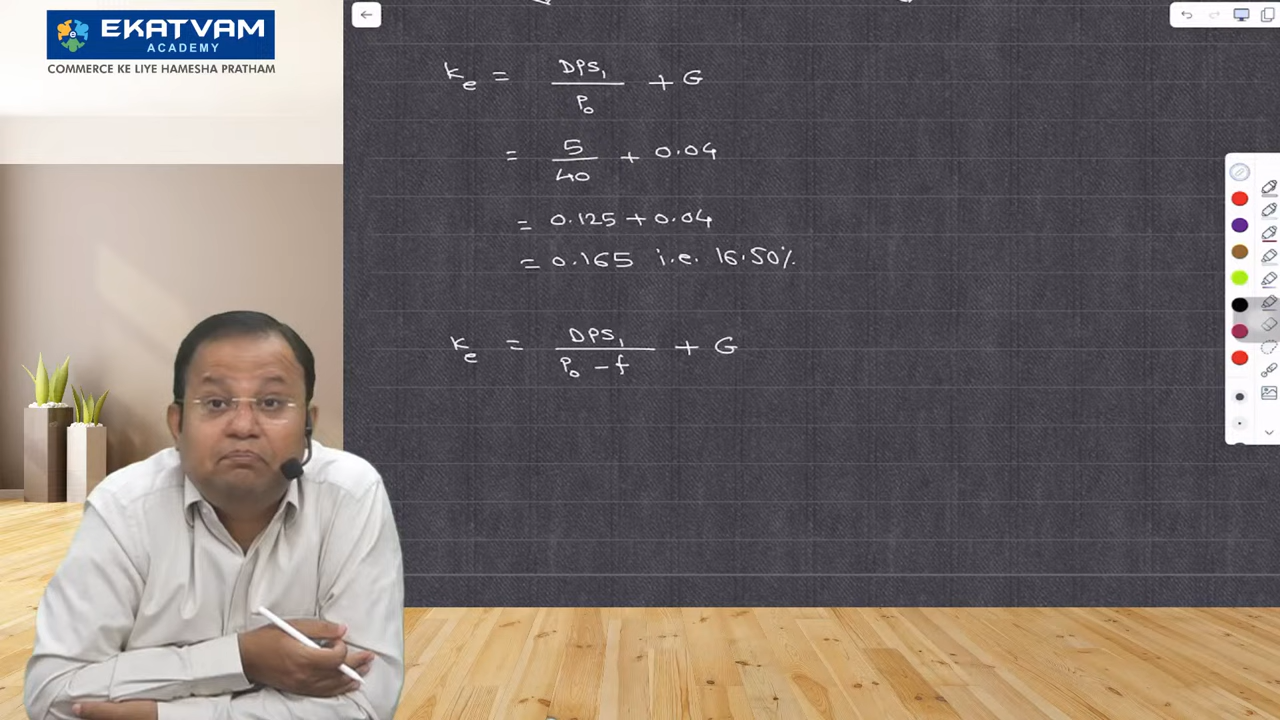 EKATVAM
ACADEMY
COMMERCE KE LIYE HAMESHA PRATHAM
ke = DPS₁ / P₀ + G
= 5 / 40 + 0.04
= 0.125 + 0.04
= 0.165 i.e. 16.50%
ke = DPS₁ / P₀ - f + G